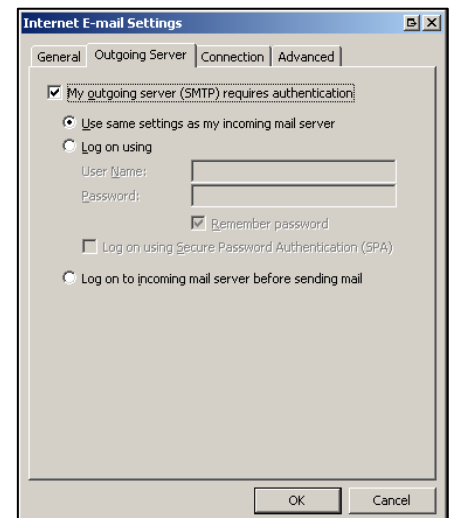 Internet E-mail Settings
General Outgoing Server Connection Advanced
My outgoing server (SMTP) requires authentication
Use same settings as my incoming mail server
Log on using
User Name:
Password:
Remember password
Log on using Secure Password Authentication (SPA)
Log on to incoming mail server before sending mail
OK Cancel